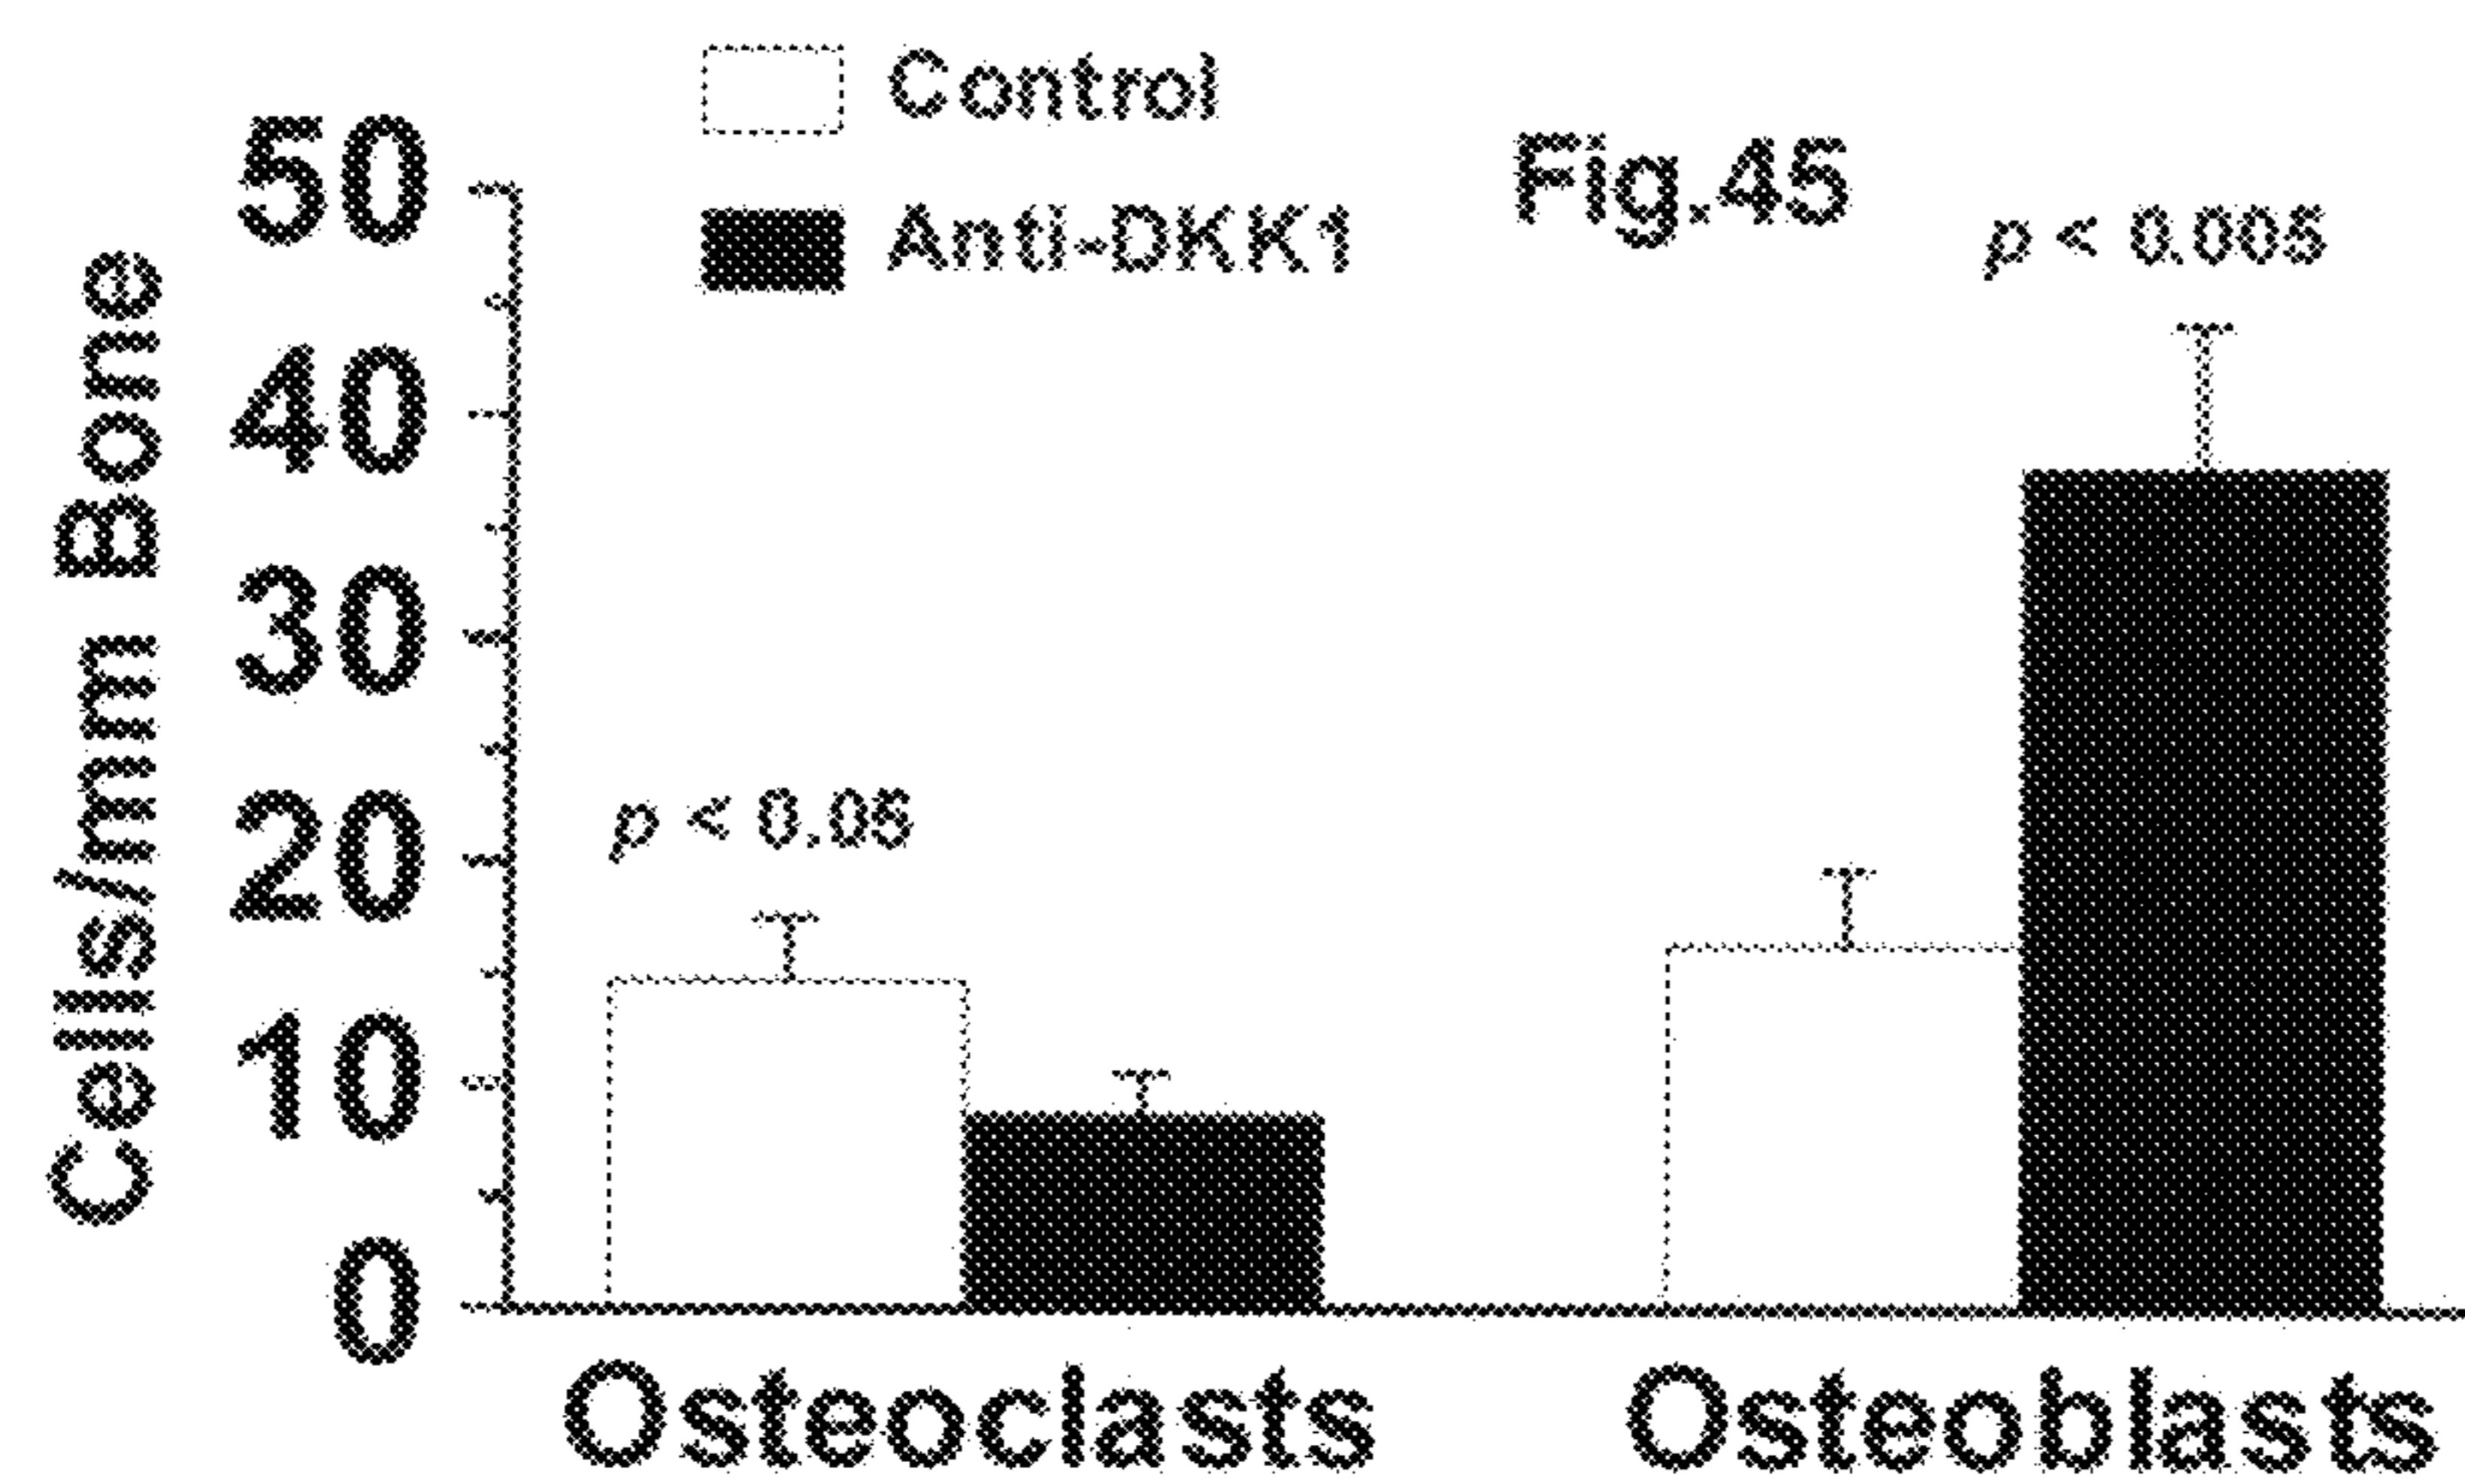 Control
Anti-DKK1
Fig.45
p < 0.005
p < 0.05
Cells/mm Bone
50
40
30
20
10
0
Osteoclasts
Osteoblasts